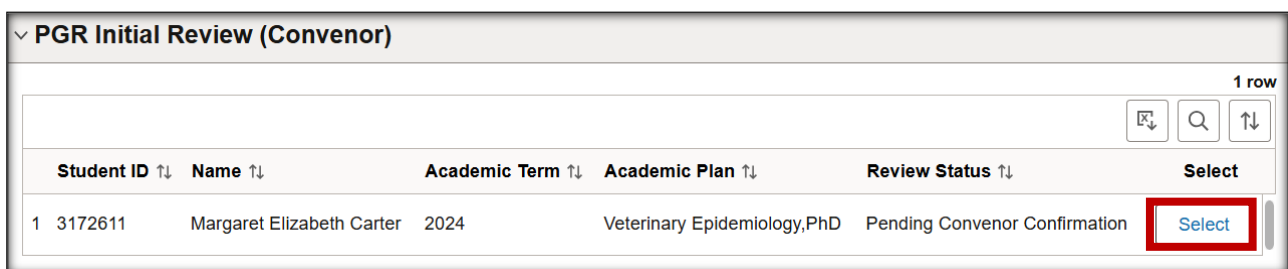 PGR Initial Review (Convenor)
1 row
Student ID Name Academic Term Academic Plan Review Status Select
1 3172611 Margaret Elizabeth Carter 2024 Veterinary Epidemiology,PhD Pending Convenor Confirmation Select